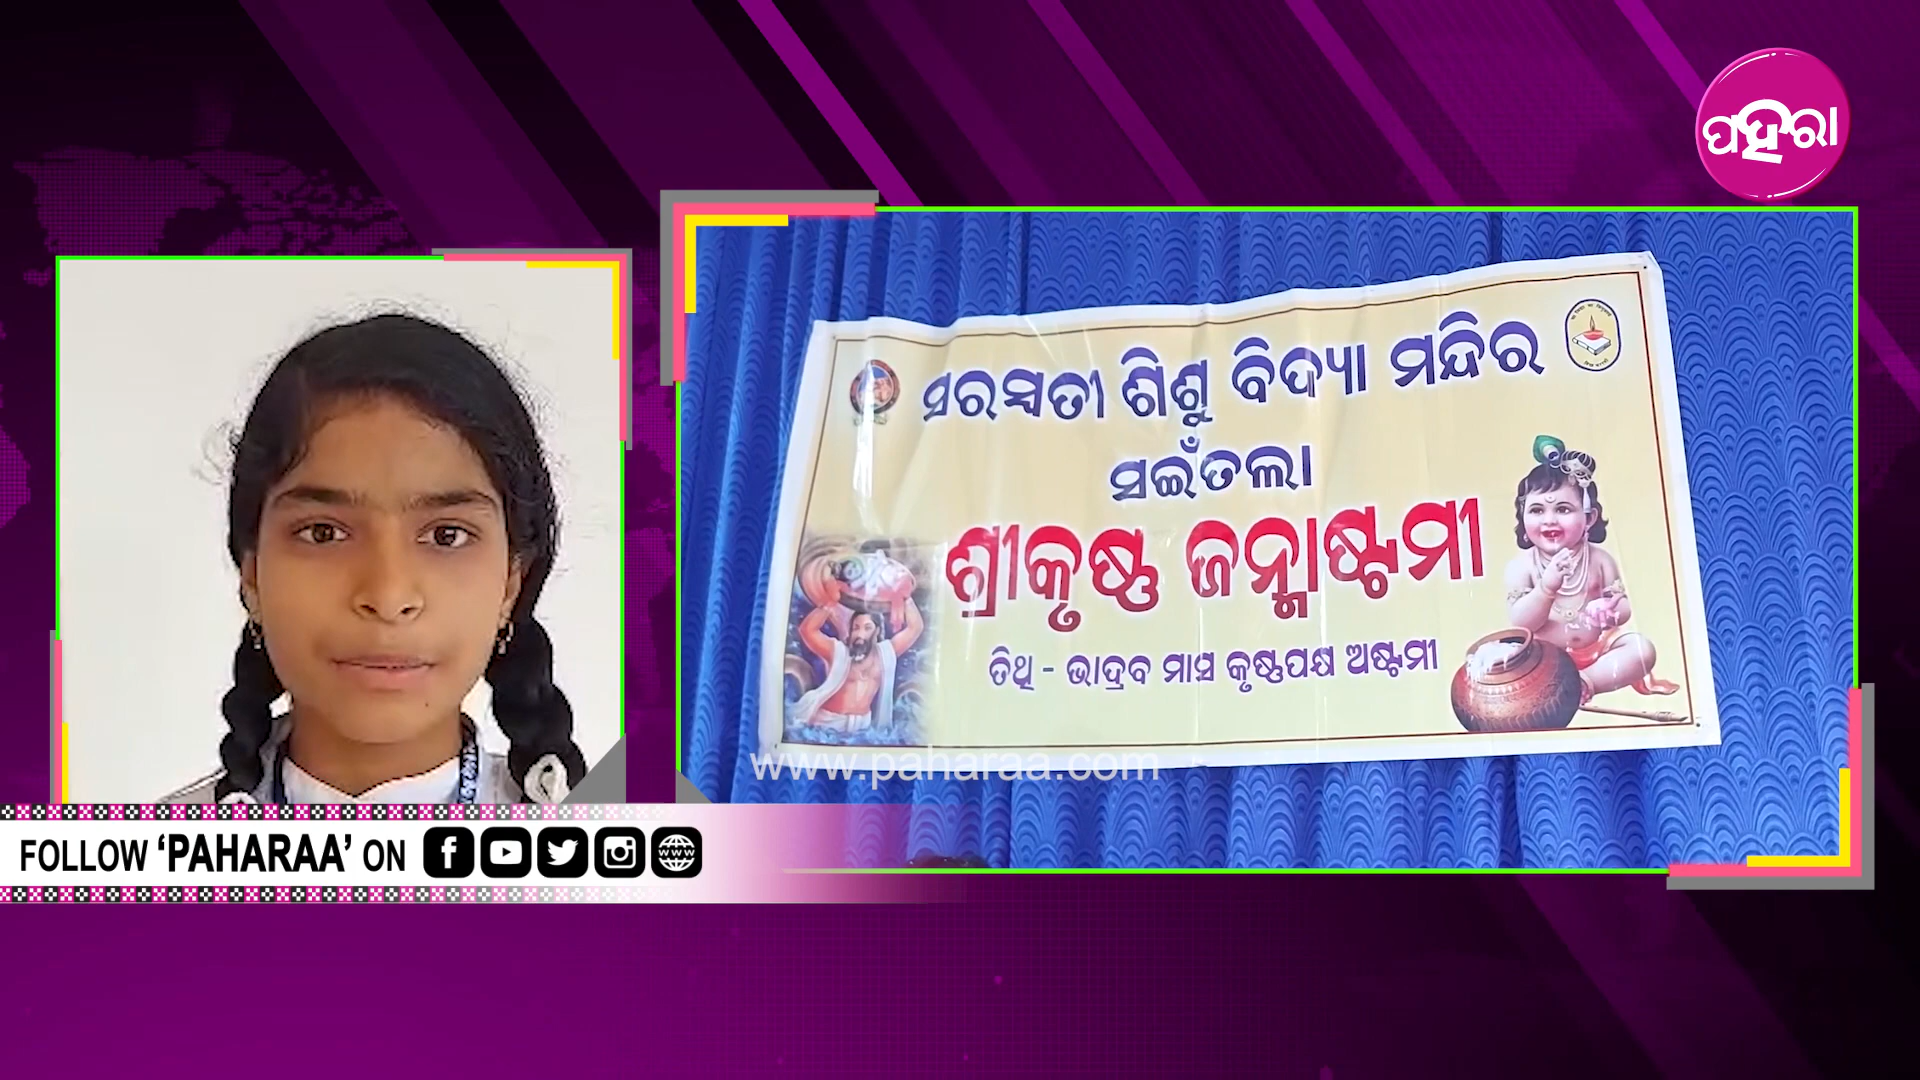 ପହରା
ସରସ୍ୱତୀ ଶିଶୁ ବିଦ୍ୟା ମନ୍ଦିର
ସଇଁତଲା
ଶ୍ରୀକୃଷ୍ଣ ଜନ୍ମାଷ୍ଟମୀ
ତିଥି - ଭାଦ୍ରବ ମାସ କୃଷ୍ଣପକ୍ଷ ଅଷ୍ଟମୀ
www.paharaa.com
FOLLOW ‘PAHARAA’ ON